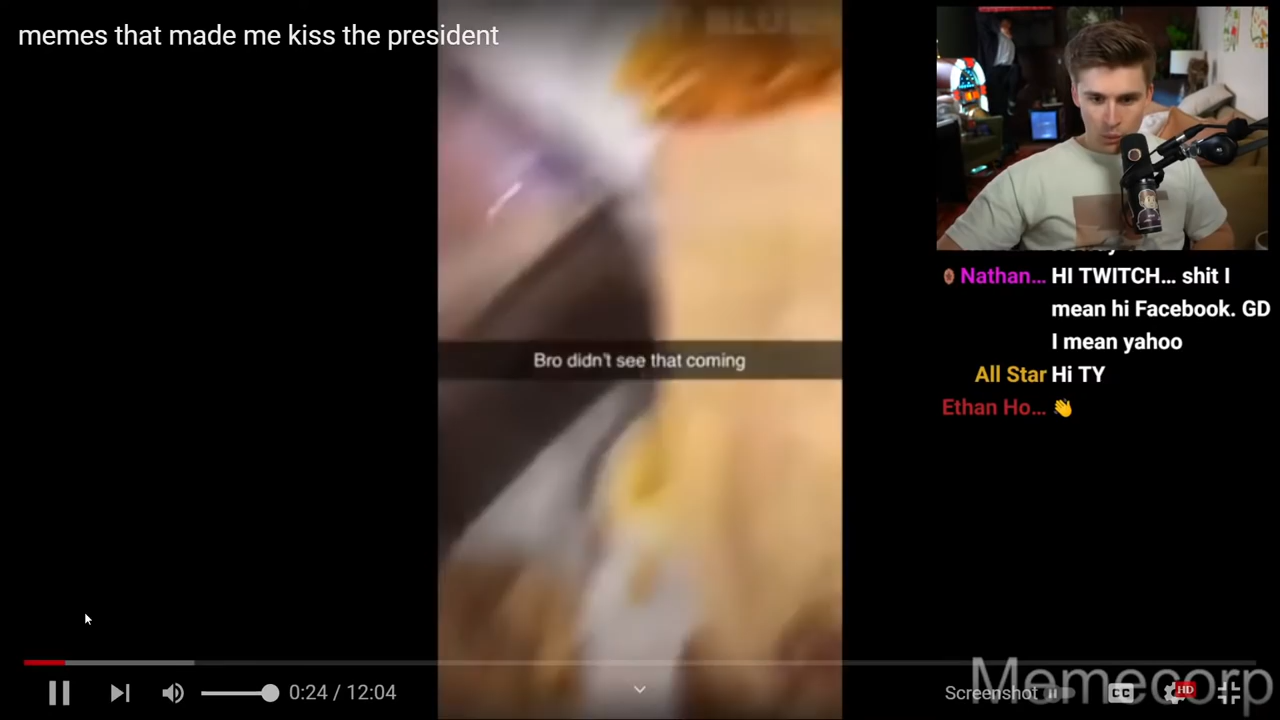 memes that made me kiss the president
Bro didn't see that coming
Nathan… HI TWITCH… shit I
mean hi Facebook. GD
I mean yahoo
All Star Hi TY
Ethan Ho… 👋
0:24 / 12:04
Screenshot
CC
HD
Memecorp